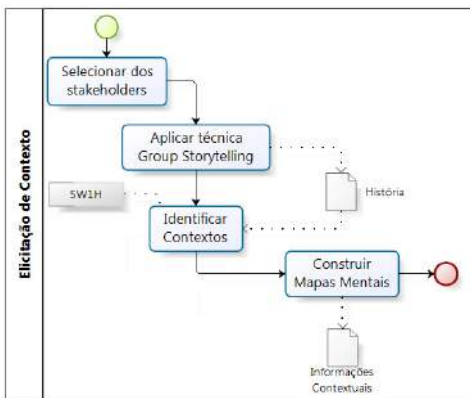 Elicitação de Contexto
Selecionar dos
stakeholders
Aplicar técnica
Group Storytelling
História
5W1H
Identificar
Contextos
Construir
Mapas Mentais
Informações
Contextuais